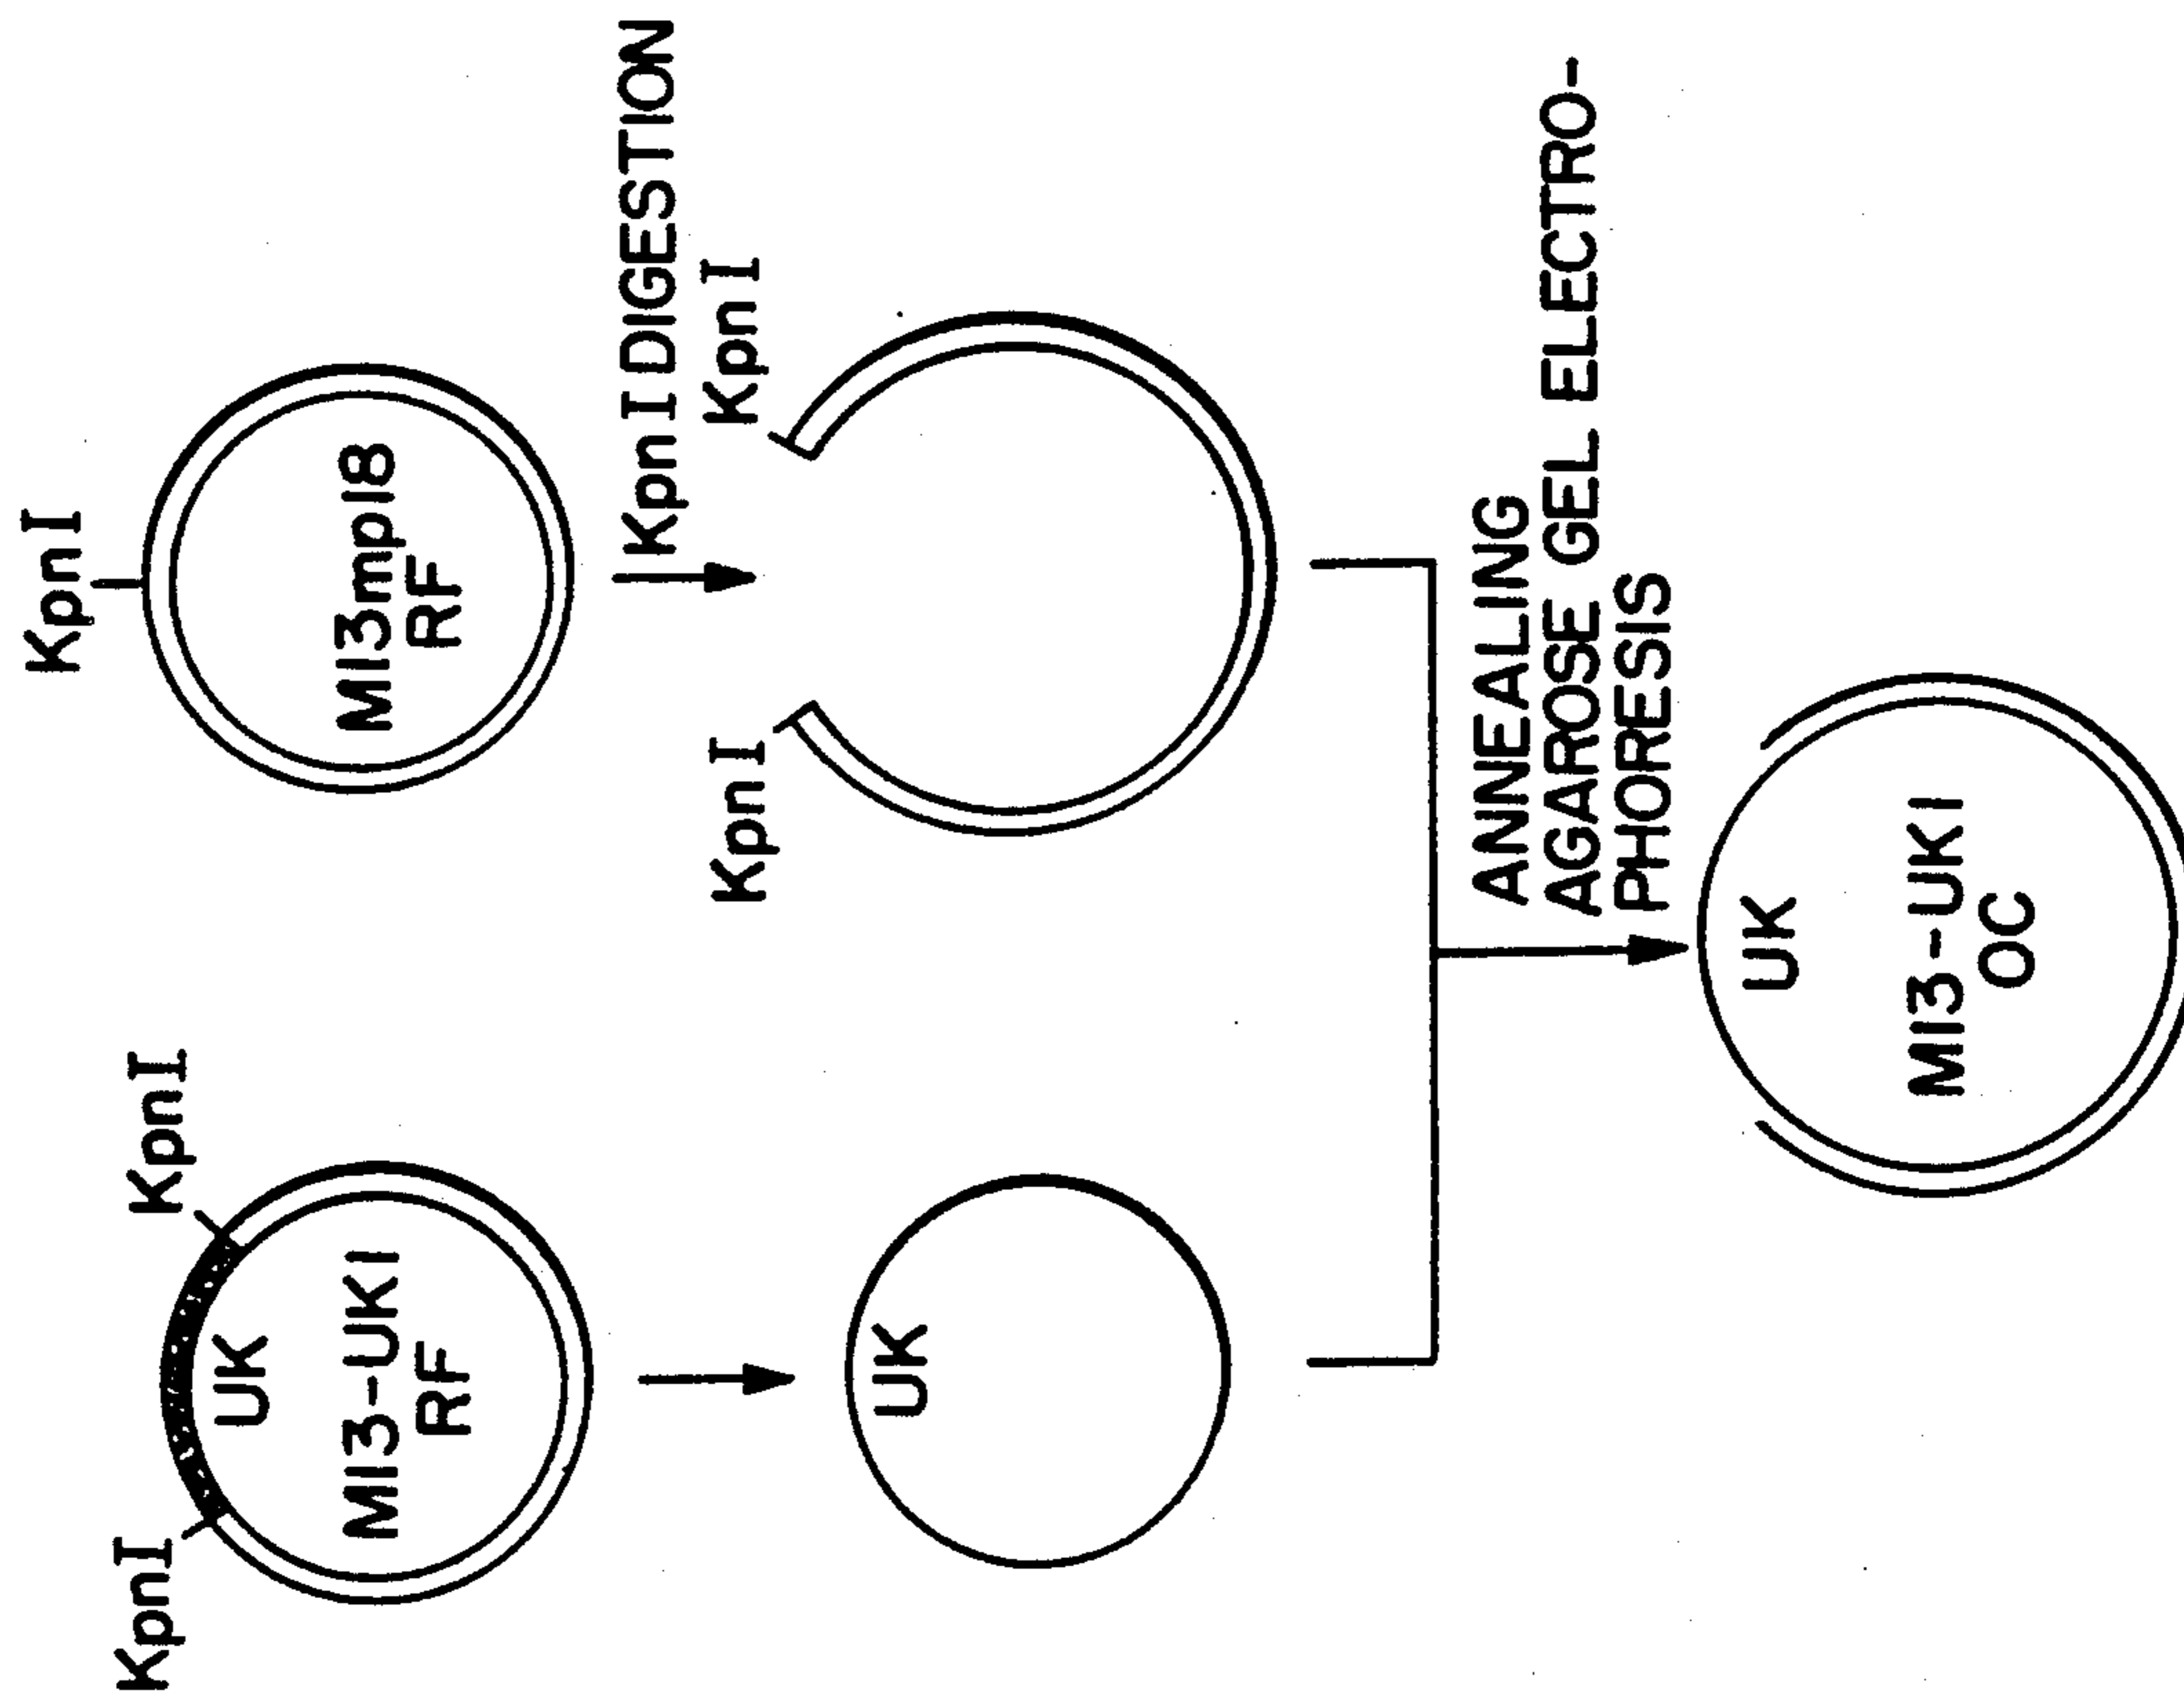 KpnI
KpnI
UK
M13-UK1
RF
KpnI
M13mp18
RF
KpnI DIGESTION
KpnI
KpnI
UK
ANNEALING
AGAROSE GEL ELECTRO-
PHORESIS
UK
M13-UK1
OC